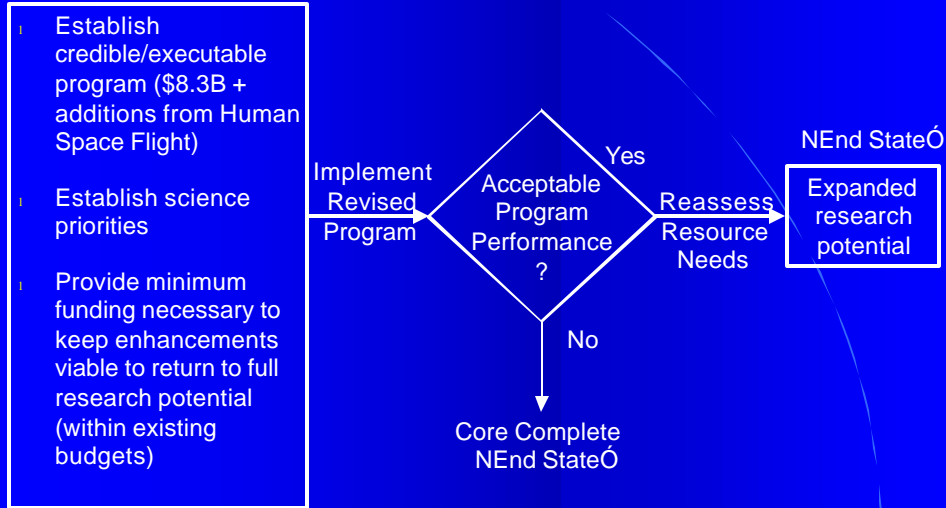 l Establish
credible/executable
program ($8.3B +
additions from Human
Space Flight)
l Establish science
priorities
l Provide minimum
funding necessary to
keep enhancements
viable to return to full
research potential
(within existing
budgets)
Implement
Revised
Program
Acceptable
Program
Performance
?
Yes
No
Core Complete
NEnd StateÓ
Reassess
Resource
Needs
NEnd StateÓ
Expanded
research
potential